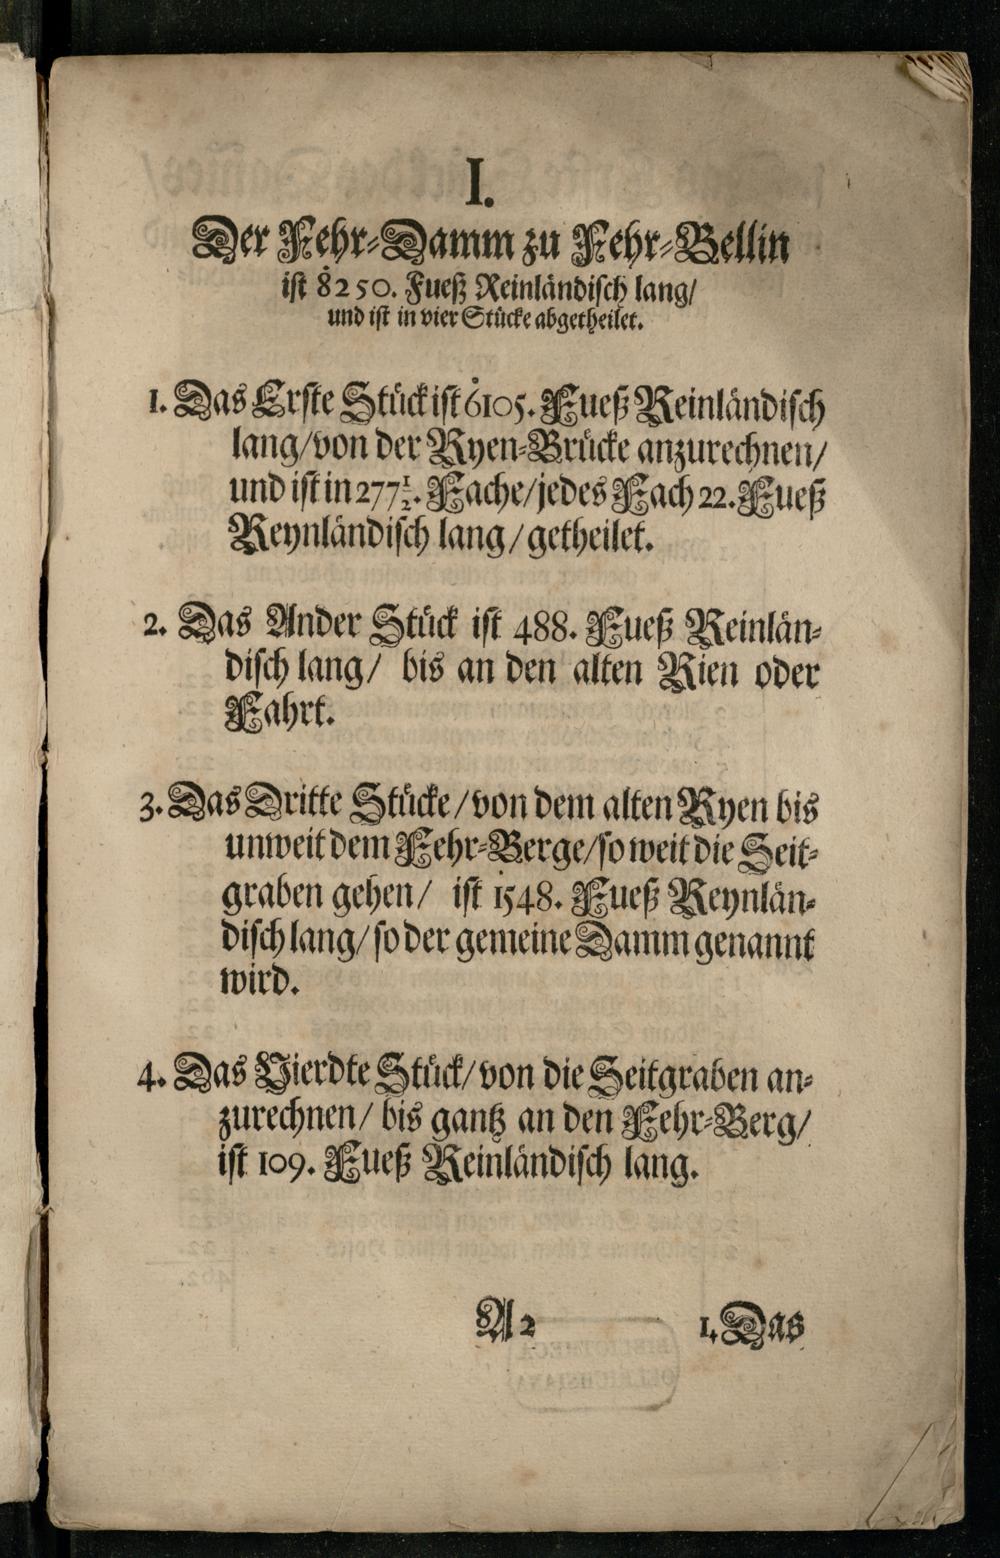 I.
Der Fehr-Damm zu Fehr-Bellin
ist 8250. Fueß Reinländisch lang/
und ist in vier Stücke abgetheilet.
1. Das Erste Stück ist 6105. Fueß Reinländisch
lang/ von der Ryen-Brücke anzurechnen/
und ist in 277 1/2. Fache/ jedes Fach 22. Fueß
Reynländisch lang/ getheilet.
2. Das Ander Stück ist 488. Fueß Reinlän-
disch lang/ bis an den alten Rien oder
Fahrt.
3. Das Dritte Stücke/ von dem alten Ryen bis
unweit dem Fehr-Berge/ so weit die Seit-
graben gehen/ ist 1548. Fueß Reynlän-
disch lang/ so der gemeine Damm genannt
wird.
4. Das Vierdte Stück/ von die Seitgraben an-
zurechnen/ bis gantz an den Fehr-Berg/
ist 109. Fueß Reinländisch lang.
A 2 1. Das